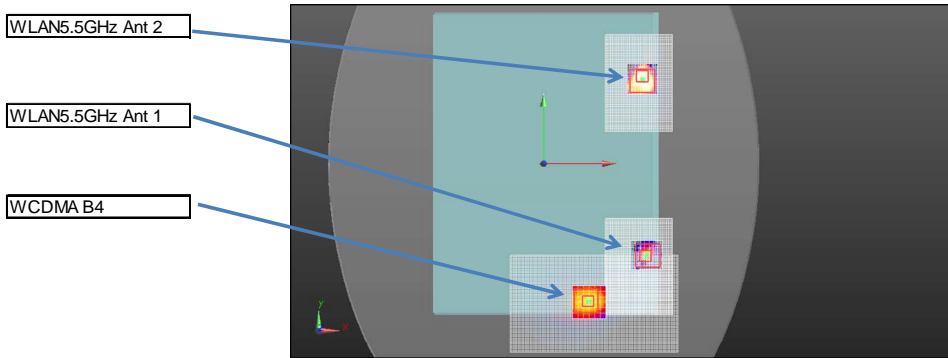 WLAN5.5GHz Ant 2
WLAN5.5GHz Ant 1
WCDMA B4
y
x